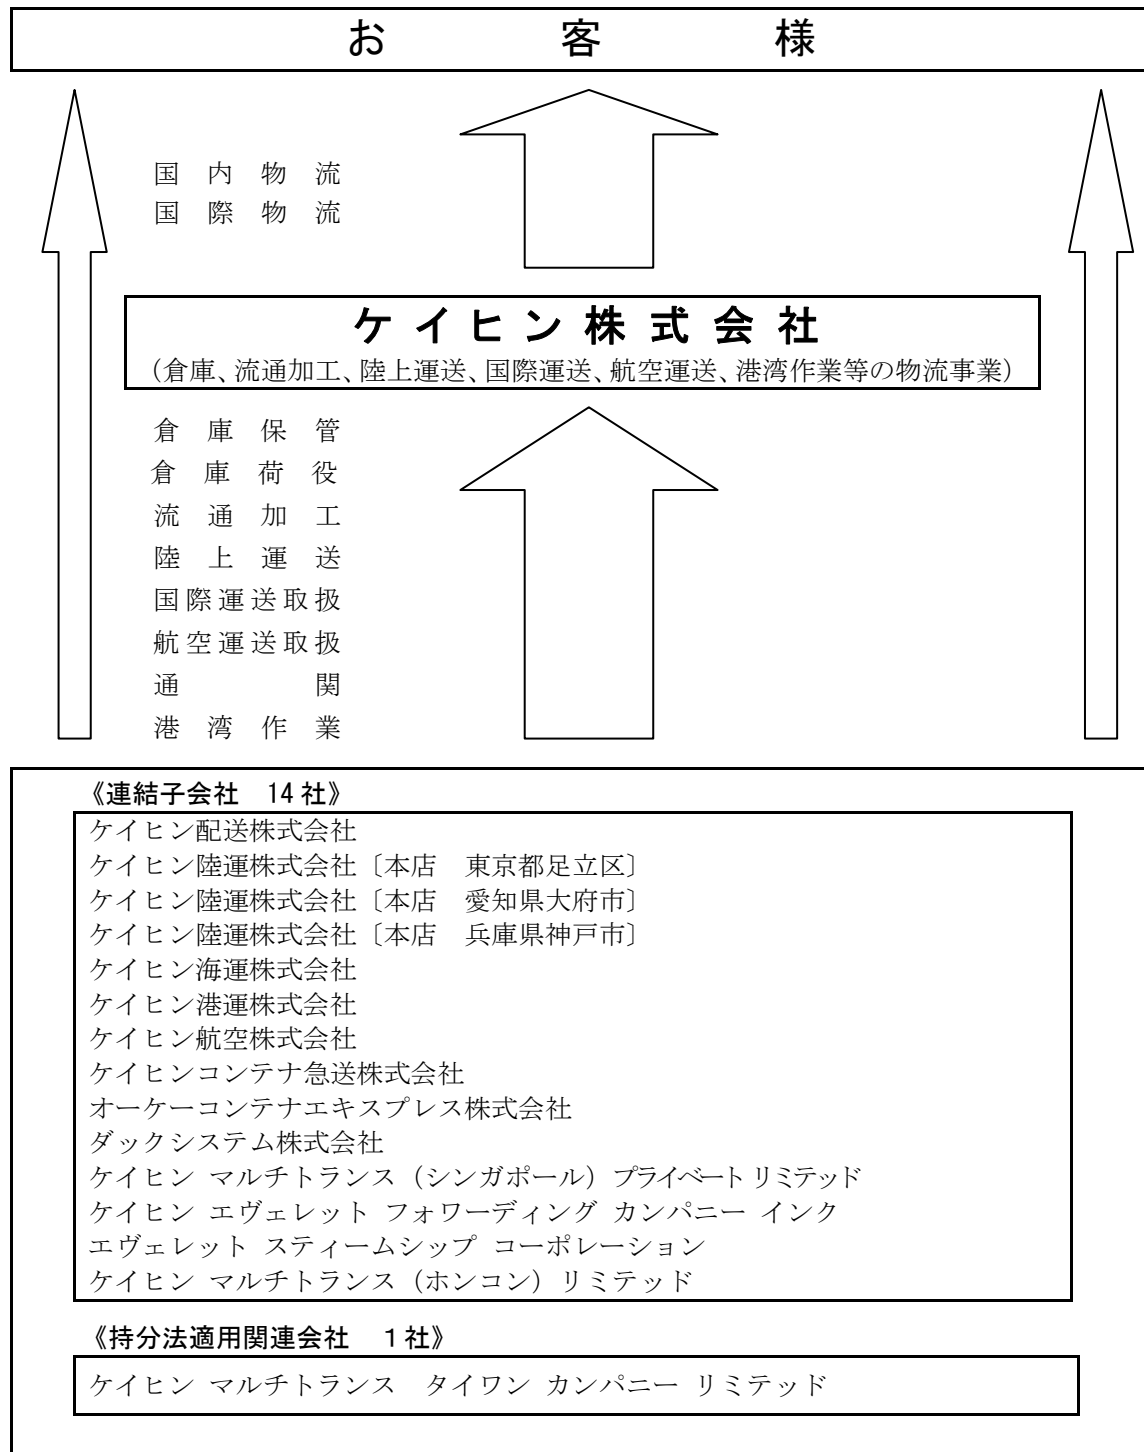 お客様
国内物流
国際物流
ケイヒン株式会社
（倉庫、流通加工、陸上運送、国際運送、航空運送、港湾作業等の物流事業）
倉庫保管
倉庫荷役
流通加工
陸上運送
国際運送取扱
航空運送取扱
通関
港湾作業
《連結子会社　14社》
ケイヒン配送株式会社
ケイヒン陸運株式会社〔本店　東京都足立区〕
ケイヒン陸運株式会社〔本店　愛知県大府市〕
ケイヒン陸運株式会社〔本店　兵庫県神戸市〕
ケイヒン海運株式会社
ケイヒン港運株式会社
ケイヒン航空株式会社
ケイヒンコンテナ急送株式会社
オーケーコンテナエキスプレス株式会社
ダックシステム株式会社
ケイヒン マルチトランス（シンガポール）プライベート リミテッド
ケイヒン エヴェレット フォワーディング カンパニー インク
エヴェレット スティームシップ コーポレーション
ケイヒン マルチトランス（ホンコン）リミテッド
《持分法適用関連会社　１社》
ケイヒン マルチトランス　タイワン カンパニー リミテッド